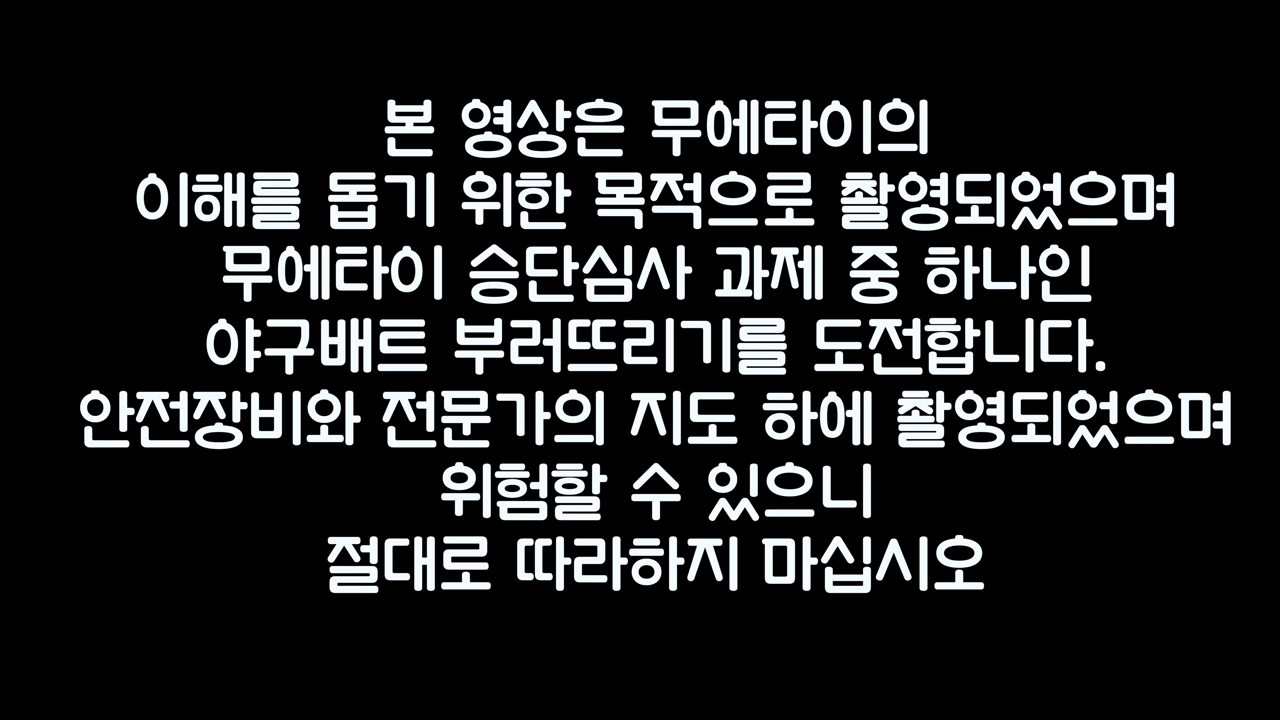 본 영상은 무에타이의
이해를 돕기 위한 목적으로 촬영되었으며
무에타이 승단심사 과제 중 하나인
야구배트 부러뜨리기를 도전합니다.
안전장비와 전문가의 지도 하에 촬영되었으며
위험할 수 있으니
절대로 따라하지 마십시오